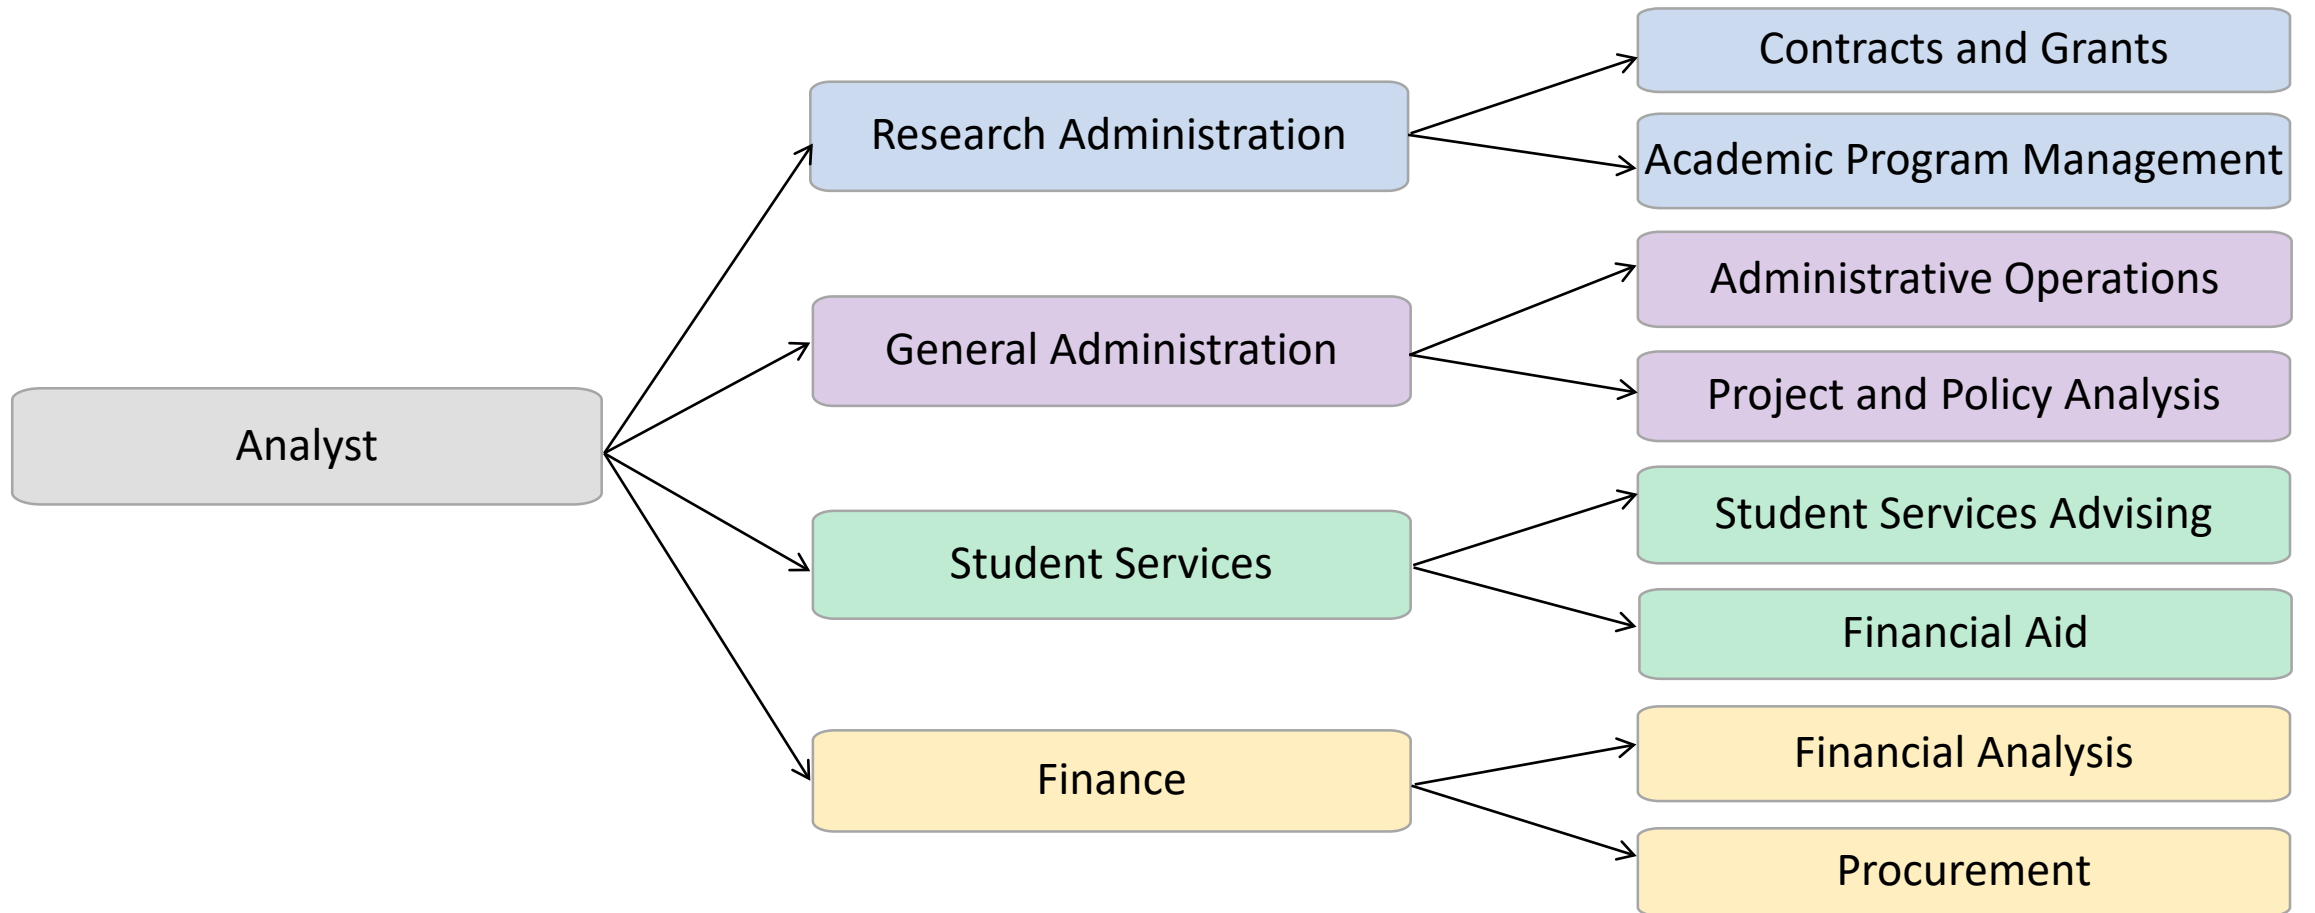 Analyst
Research Administration
Contracts and Grants
Academic Program Management
General Administration
Administrative Operations
Project and Policy Analysis
Student Services
Student Services Advising
Financial Aid
Finance
Financial Analysis
Procurement